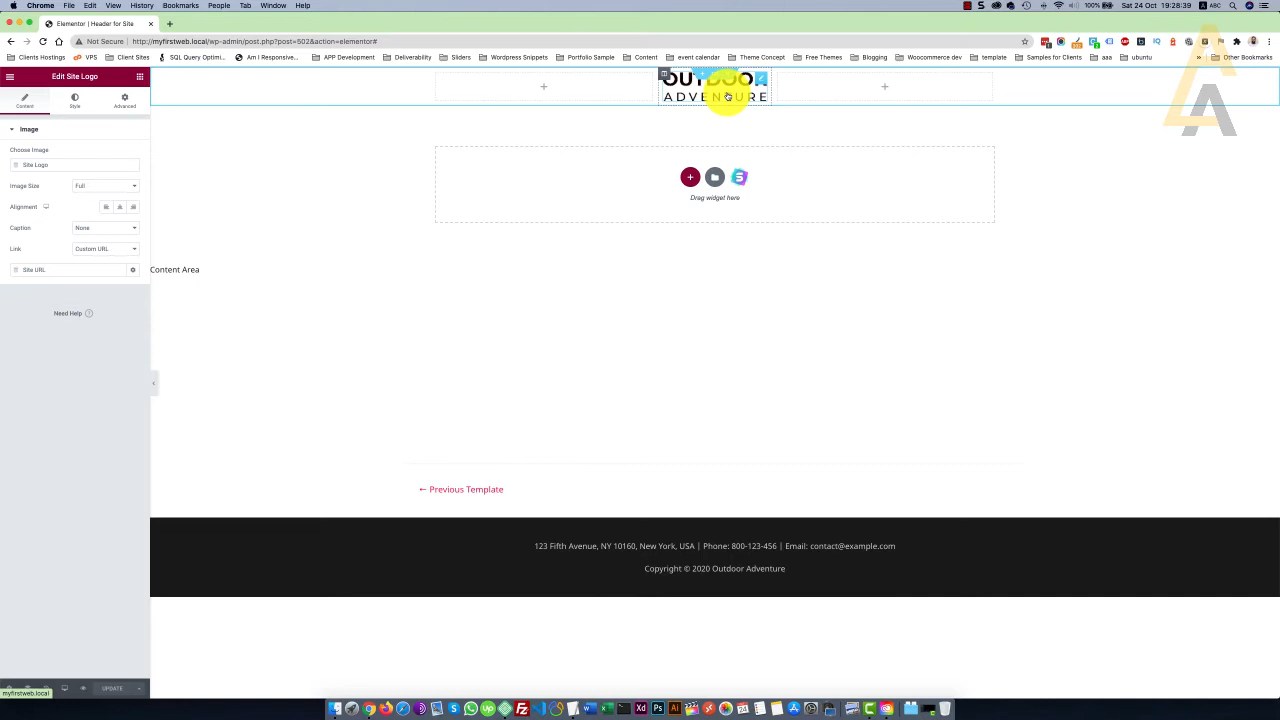 Chrome File Edit View History Bookmarks People Tab Window Help
100% Sat 24 Oct 19:28:39 ABC
Elementor | Header for Site
Not Secure | http://myfirstweb.local/wp-admin/post.php?post=502&action=elementor#
Clients Hostings VPS Client Sites SQL Query Optimi... Am I Responsive... APP Development Development Sliders Wordpress Snippets Portfolio Sample Content event calendar Theme Concept Free Themes Blogging Woocommerce dev template Samples for Clients aaa ubuntu » Other Bookmarks
Edit Site Logo
Content Style Advanced
Image
Choose Image
Site Logo
Image Size Full
Alignment
Caption None
Link Custom URL
Site URL
Need Help
UPDATE
myfirstweb.local
OUTDOOR
ADVENTURE
Drag widget here
Content Area
← Previous Template
123 Fifth Avenue, NY 10160, New York, USA | Phone: 800-123-456 | Email: contact@example.com
Copyright © 2020 Outdoor Adventure